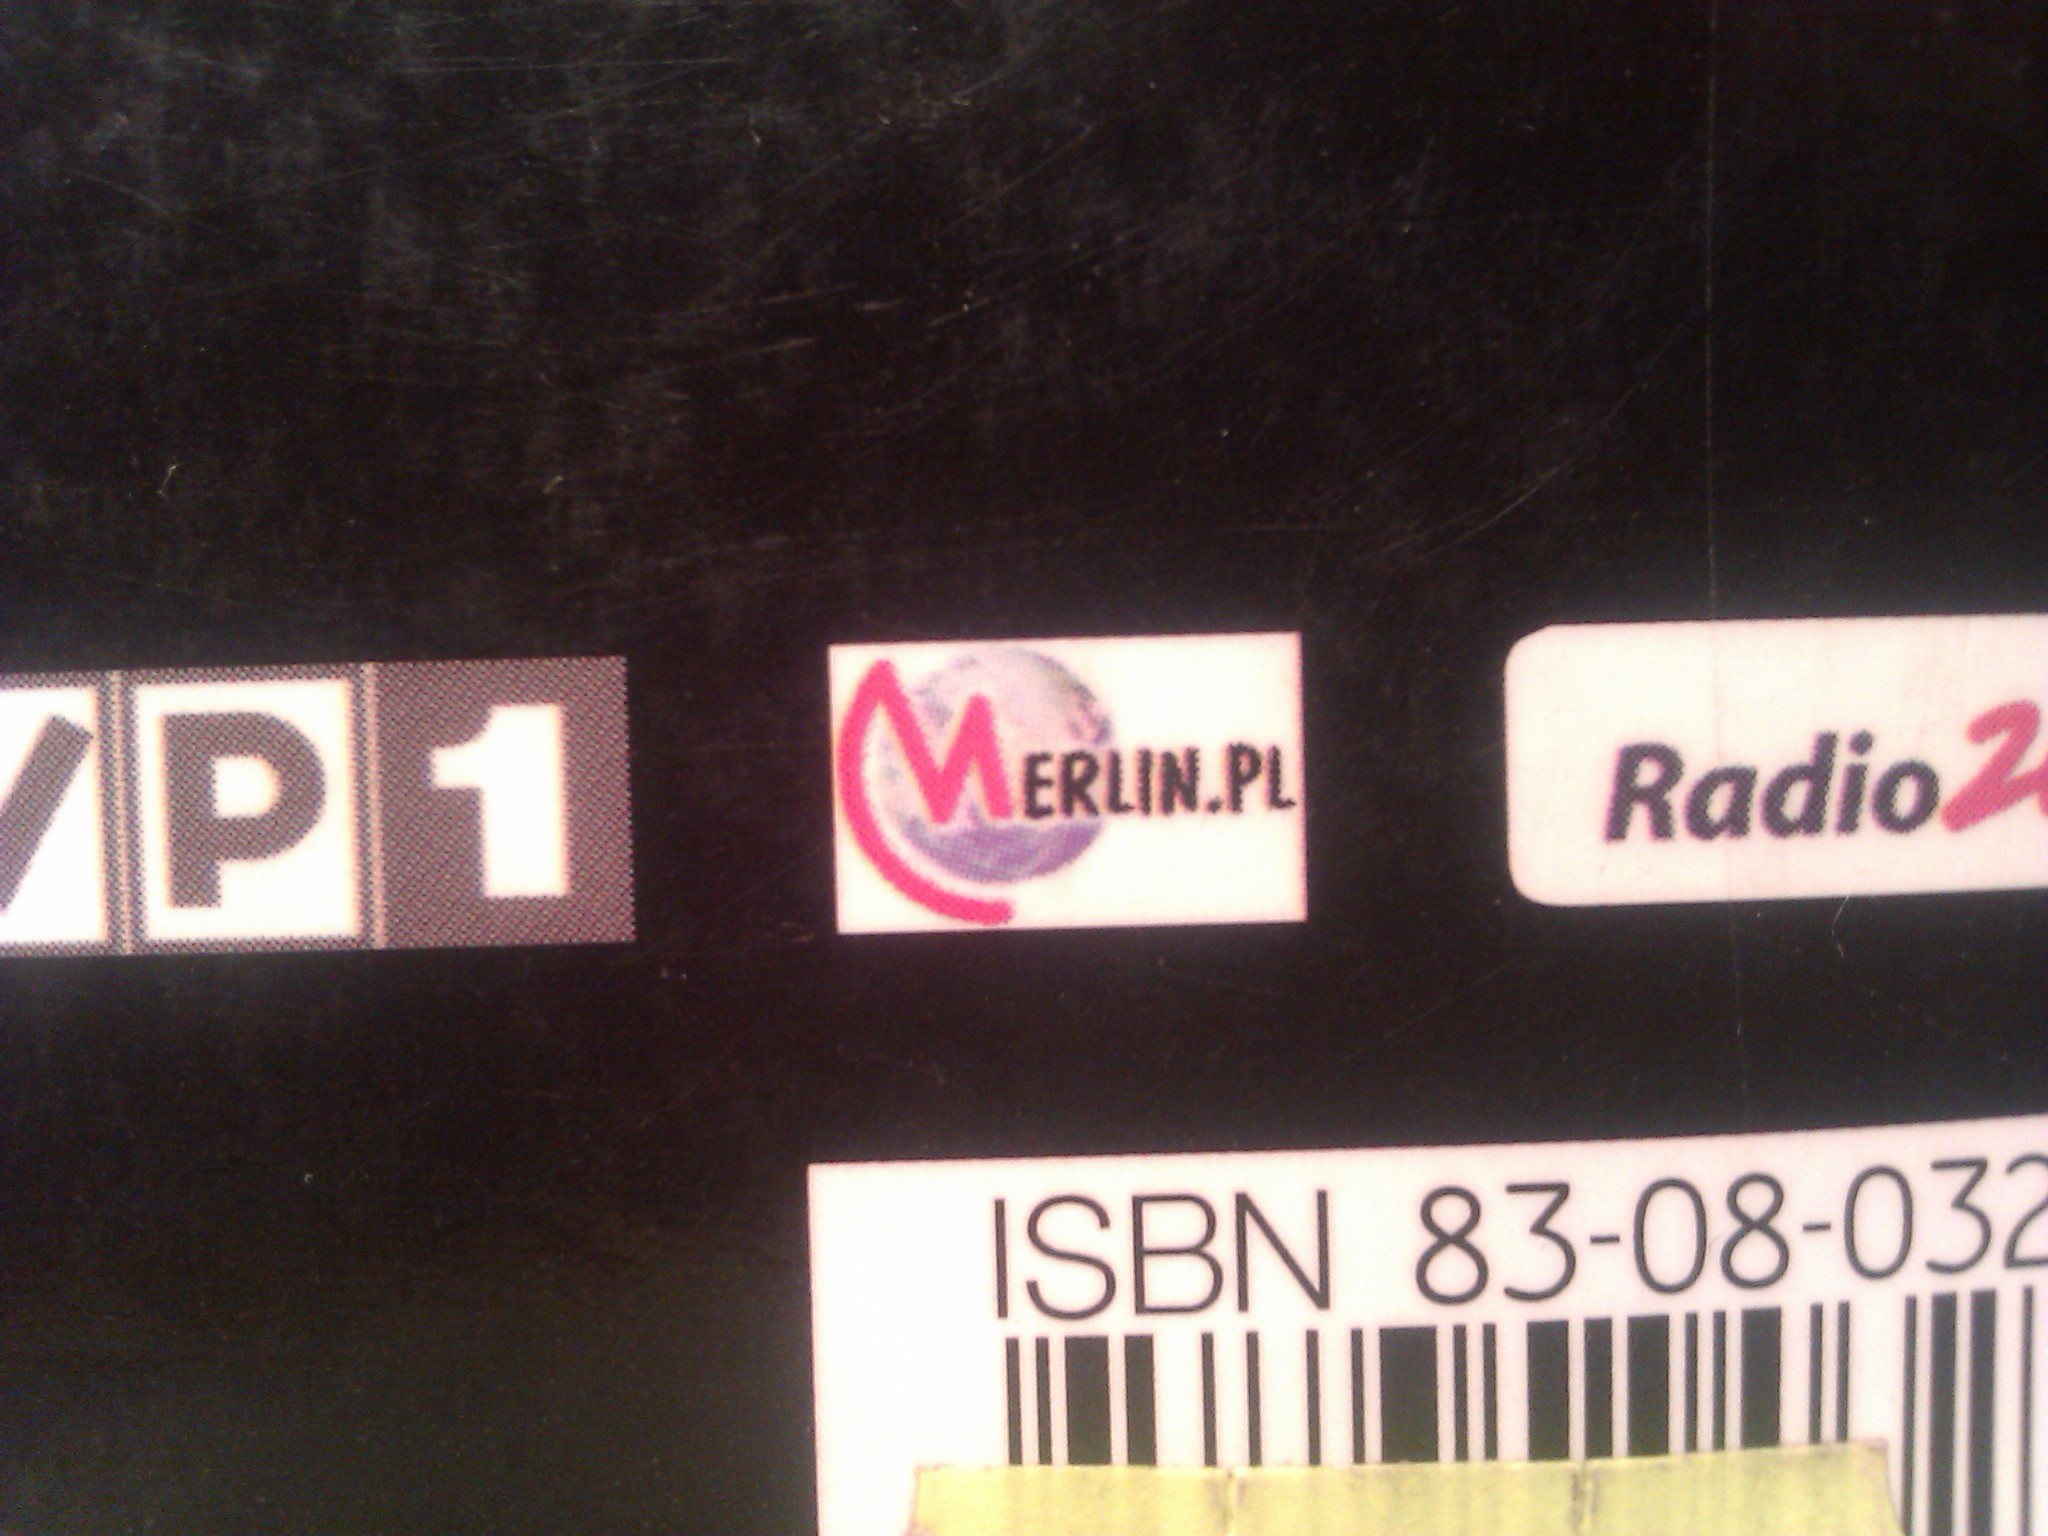 VP1
MERLIN.PL
Radio
ISBN 83-08-032